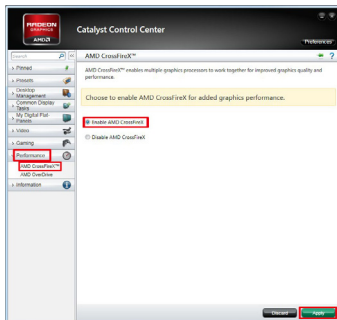 RADEON
GRAPHICS
AMD
Catalyst Control Center
Preferences
Search
AMD CrossFireX™
Pinned
AMD CrossFireX™ enables multiple graphics processors to work together for improved graphics quality and
performance.
Presets
Desktop
Management
Common Display
Tasks
My Digital Flat-
Panels
Video
Gaming
Performance
AMD CrossFireX™
AMD OverDrive
Information
Choose to enable AMD CrossFireX for added graphics performance.
Enable AMD CrossFireX
Disable AMD CrossFireX
Discard
Apply